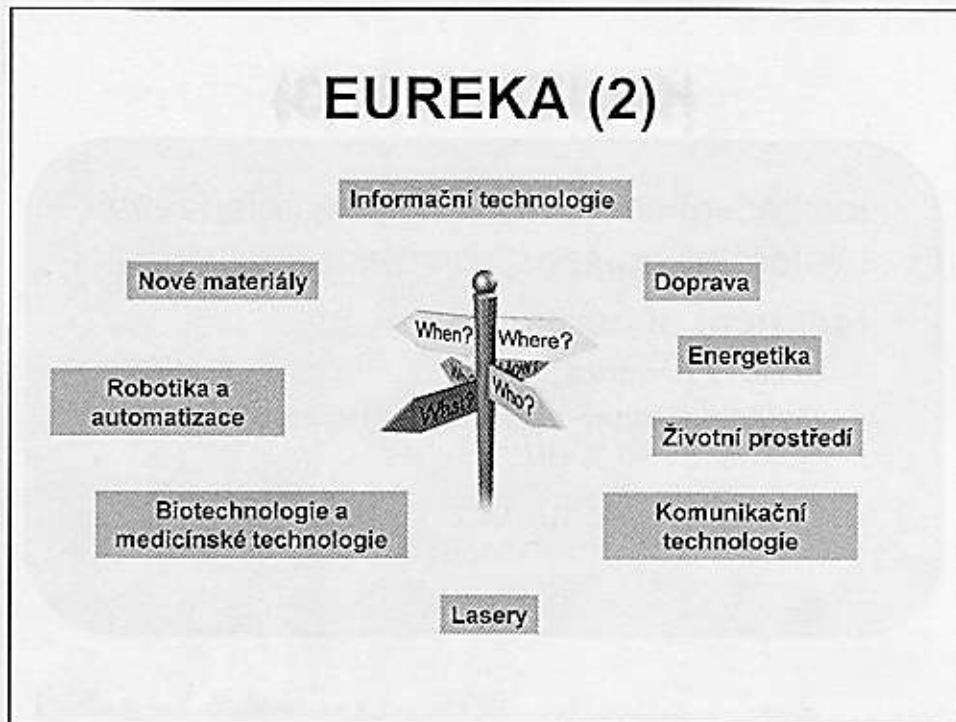 EUREKA (2)
Informační technologie
Nové materiály
Doprava
When?
Where?
Energetika
Robotika a
automatizace
What?
Who?
Životní prostředí
Biotechnologie a
medicínské technologie
Komunikační
technologie
Lasery